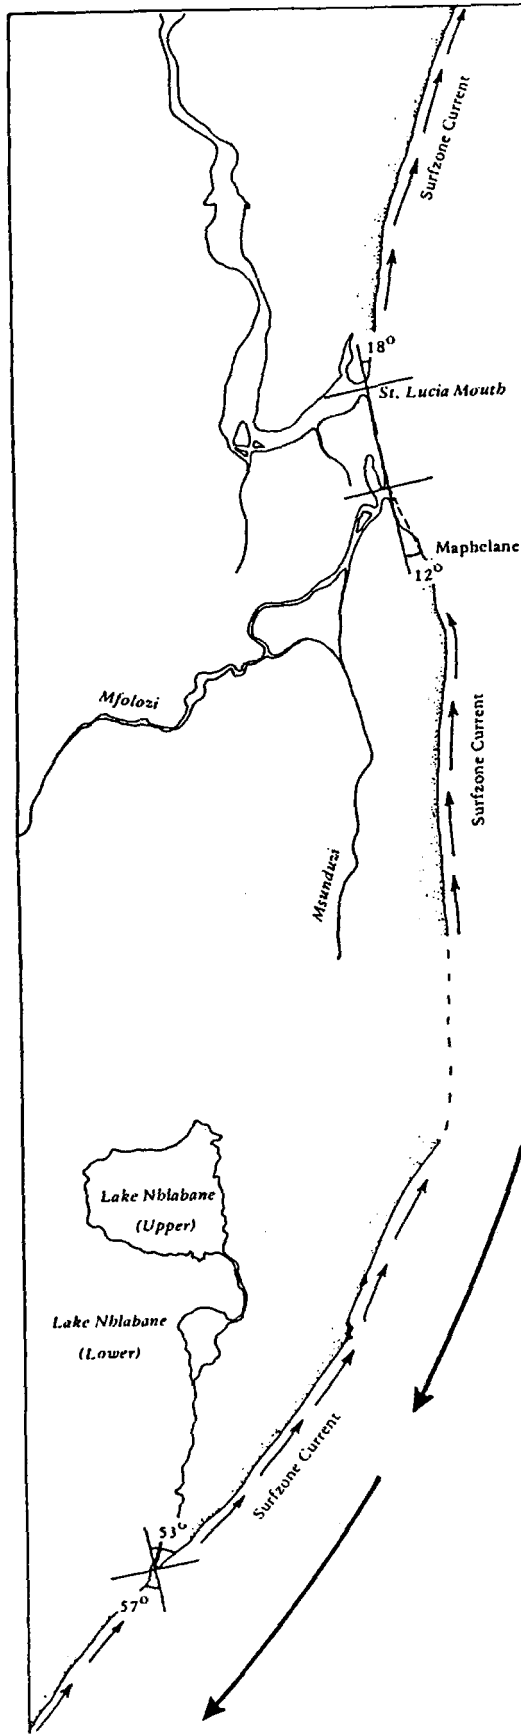 Surfzone Current
18°
St. Lucia Mouth
Maphelane
12°
Mfolozi
Surfzone Current
Msunduzi
Lake Nhlabane
(Upper)
Lake Nhlabane
(Lower)
Surfzone Current
53°
57°